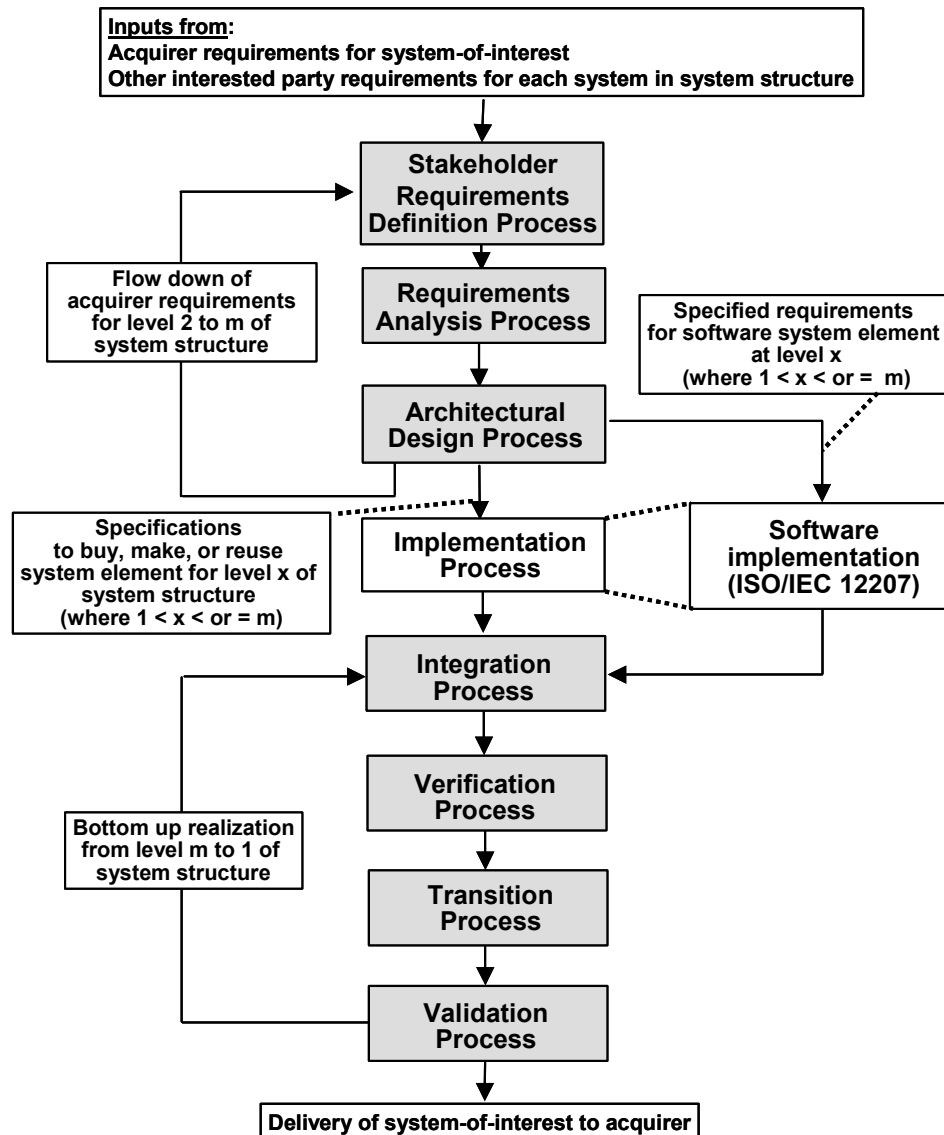 Inputs from:
Acquirer requirements for system-of-interest
Other interested party requirements for each system in system structure
Stakeholder
Requirements
Definition Process
Flow down of
acquirer requirements
for level 2 to m of
system structure
Requirements
Analysis Process
Specified requirements
for software system element
at level x
(where 1 < x < or = m)
Architectural
Design Process
Specifications
to buy, make, or reuse
system element for level x of
system structure
(where 1 < x < or = m)
Implementation
Process
Software
implementation
(ISO/IEC 12207)
Integration
Process
Verification
Process
Bottom up realization
from level m to 1 of
system structure
Transition
Process
Validation
Process
Delivery of system-of-interest to acquirer